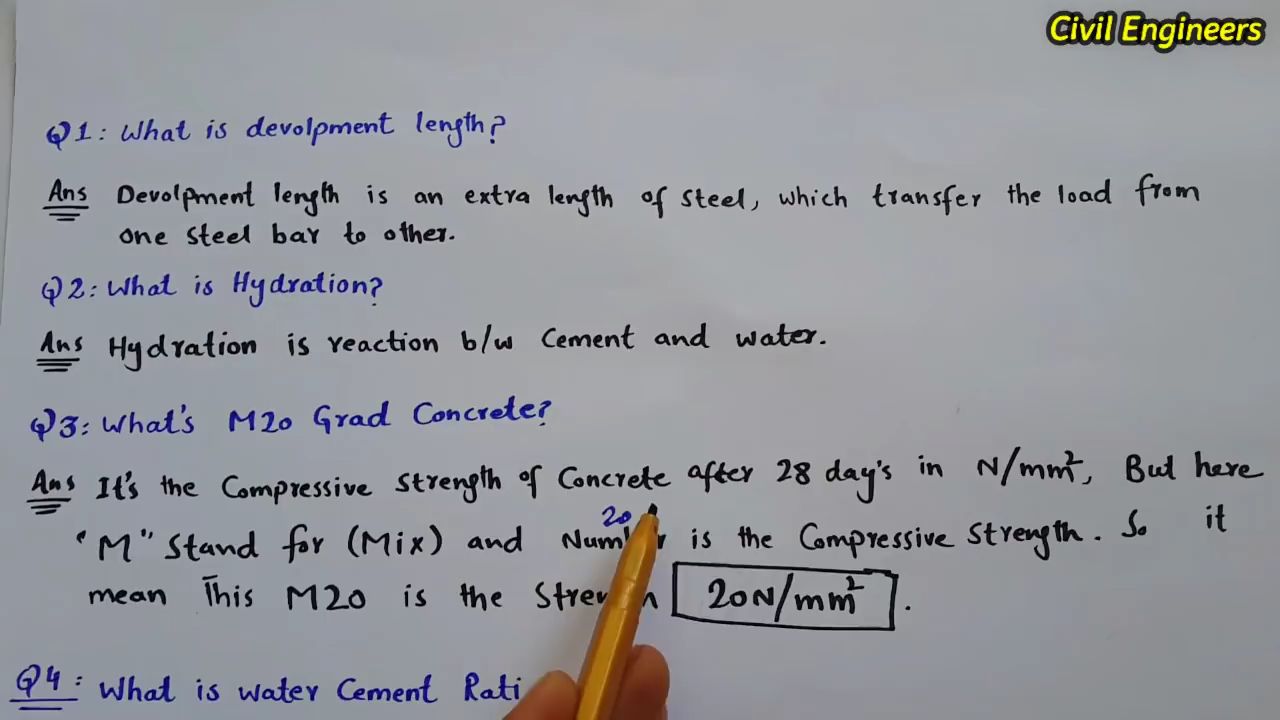 Civil Engineers
Q1: What is devolpment length?
Ans Devolpment length is an extra length of steel, which transfer the load from
one steel bar to other.
Q2: What is Hydration?
Ans Hydration is reaction b/w Cement and water.
Q3: What's M20 Grad Concrete?
Ans It's the Compressive Strength of Concrete after 28 day's in N/mm², But here
20
"M" Stand for (Mix) and Number is the Compressive Strength. So it
mean This M20 is the 20N/mm².
Q4: What is water Cement